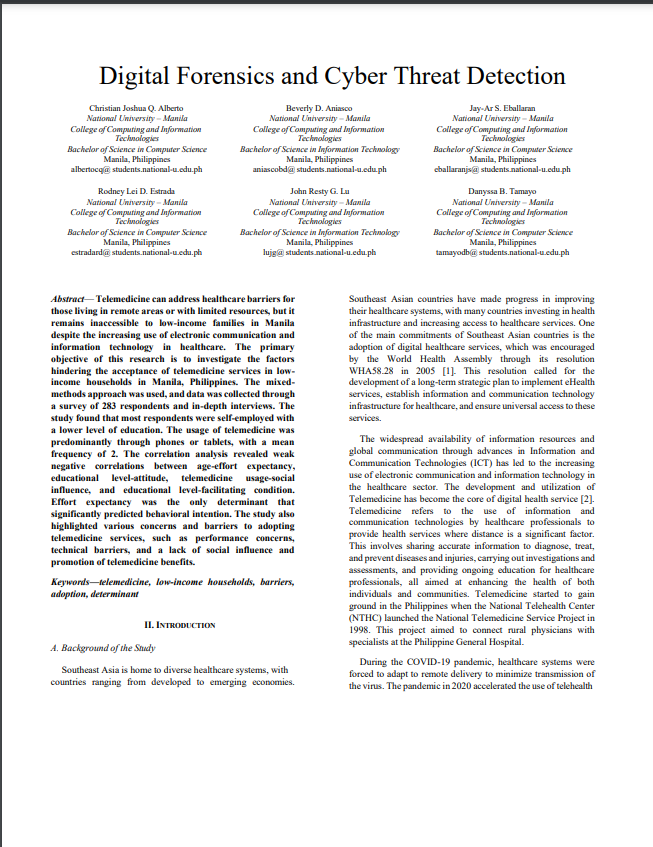 Digital Forensics and Cyber Threat Detection
Christian Joshua Q. Alberto
National University – Manila
College of Computing and Information
Technologies
Bachelor of Science in Computer Science
Manila, Philippines
albertocq@ students.national-u.edu.ph
Beverly D. Aniasco
National University – Manila
College of Computing and Information
Technologies
Bachelor of Science in Information Technology
Manila, Philippines
aniascobd@ students.national-u.edu.ph
Jay-Ar S. Eballaran
National University – Manila
College of Computing and Information
Technologies
Bachelor of Science in Computer Science
Manila, Philippines
eballaranjs@ students.national-u.edu.ph
Rodney Lei D. Estrada
National University – Manila
College of Computing and Information
Technologies
Bachelor of Science in Computer Science
Manila, Philippines
estradard@ students.national-u.edu.ph
John Resty G. Lu
National University – Manila
College of Computing and Information
Technologies
Bachelor of Science in Information Technology
Manila, Philippines
lujg@ students.national-u.edu.ph
Danyssa B. Tamayo
National University – Manila
College of Computing and Information
Technologies
Bachelor of Science in Computer Science
Manila, Philippines
tamayodb@ students.national-u.edu.ph
Abstract— Telemedicine can address healthcare barriers for
those living in remote areas or with limited resources, but it
remains inaccessible to low-income families in Manila
despite the increasing use of electronic communication and
information technology in healthcare. The primary
objective of this research is to investigate the factors
hindering the acceptance of telemedicine services in low-
income households in Manila, Philippines. The mixed-
methods approach was used, and data was collected through
a survey of 283 respondents and in-depth interviews. The
study found that most respondents were self-employed with
a lower level of education. The usage of telemedicine was
predominantly through phones or tablets, with a mean
frequency of 2. The correlation analysis revealed weak
negative correlations between age-effort expectancy,
educational level-attitude, telemedicine usage-social
influence, and educational level-facilitating condition.
Effort expectancy was the only determinant that
significantly predicted behavioral intention. The study also
highlighted various concerns and barriers to adopting
telemedicine services, such as performance concerns,
technical barriers, and a lack of social influence and
promotion of telemedicine benefits.
Keywords—telemedicine, low-income households, barriers,
adoption, determinant
II. INTRODUCTION
A. Background of the Study
Southeast Asia is home to diverse healthcare systems, with
countries ranging from developed to emerging economies.
Southeast Asian countries have made progress in improving
their healthcare systems, with many countries investing in health
infrastructure and increasing access to healthcare services. One
of the main commitments of Southeast Asian countries is the
adoption of digital healthcare services, which was encouraged
by the World Health Assembly through its resolution
WHA58.28 in 2005 [1]. This resolution called for the
development of a long-term strategic plan to implement eHealth
services, establish information and communication technology
infrastructure for healthcare, and ensure universal access to these
services.
The widespread availability of information resources and
global communication through advances in Information and
Communication Technologies (ICT) has led to the increasing
use of electronic communication and information technology in
the healthcare sector. The development and utilization of
Telemedicine has become the core of digital health service [2].
Telemedicine refers to the use of information and
communication technologies by healthcare professionals to
provide health services where distance is a significant factor.
This involves sharing accurate information to diagnose, treat,
and prevent diseases and injuries, carrying out investigations and
assessments, and providing ongoing education for healthcare
professionals, all aimed at enhancing the health of both
individuals and communities. Telemedicine started to gain
ground in the Philippines when the National Telehealth Center
(NTHC) launched the National Telemedicine Service Project in
1998. This project aimed to connect rural physicians with
specialists at the Philippine General Hospital.
During the COVID-19 pandemic, healthcare systems were
forced to adapt to remote delivery to minimize transmission of
the virus. The pandemic in 2020 accelerated the use of telehealth